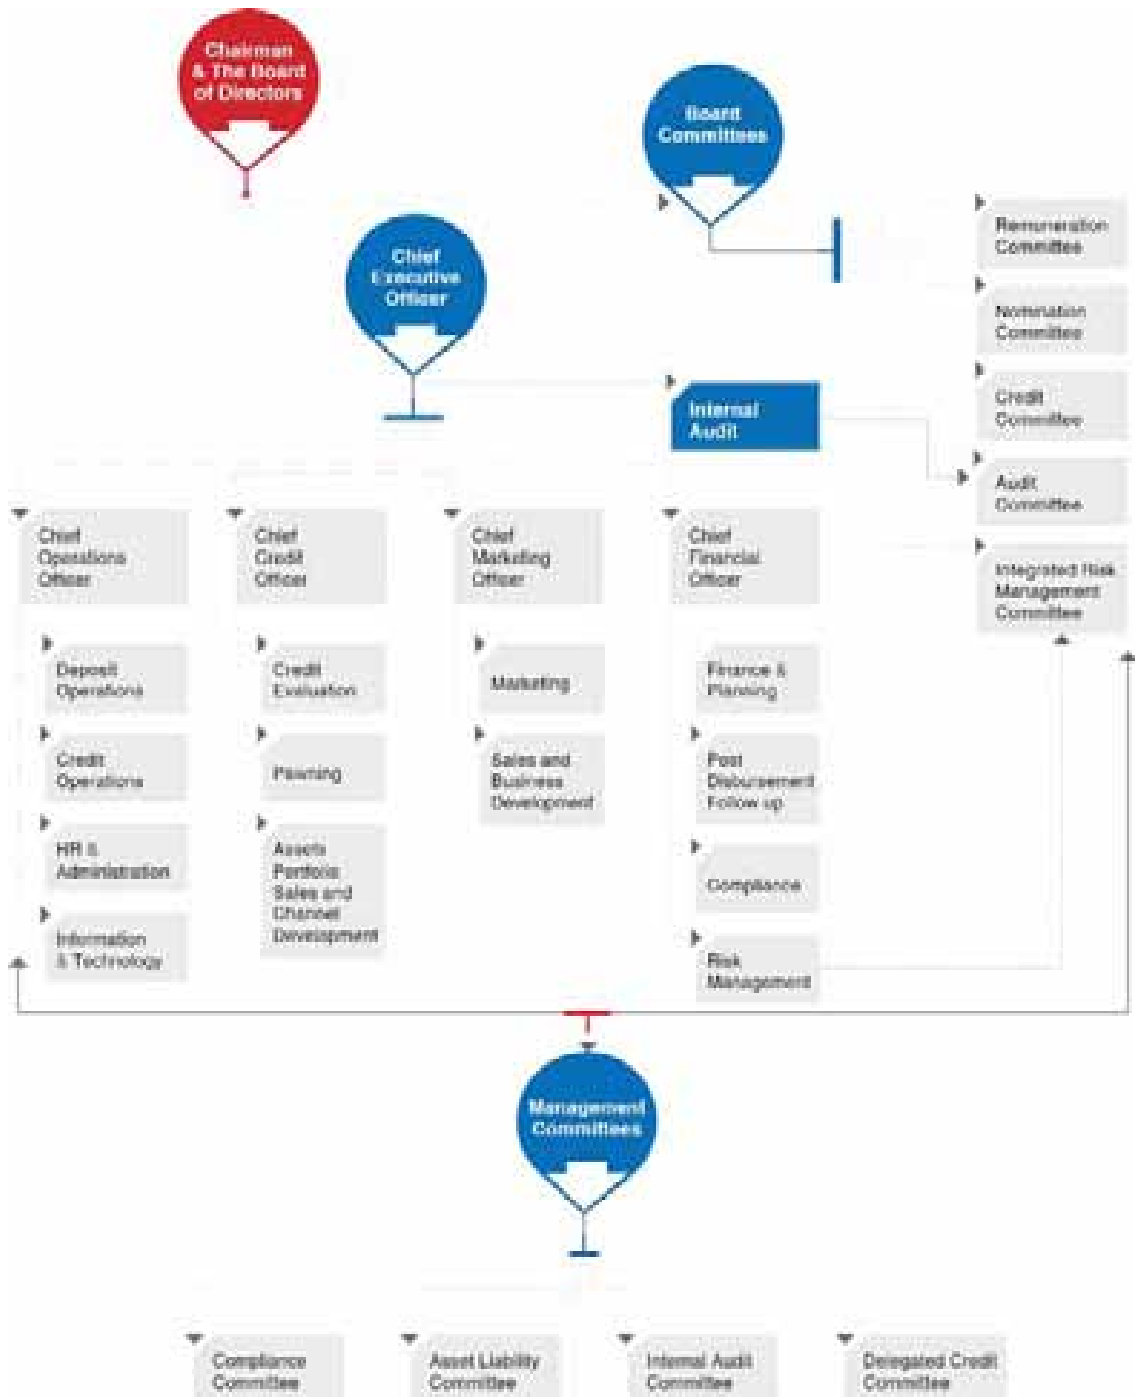 Chairman
& The Board
of Directors
Board
Committees
Chief
Executive
Officer
Remuneration
Committee
Nomination
Committee
Credit
Committee
Internal
Audit
Audit
Committee
Integrated Risk
Management
Committee
Chief
Operations
Officer
Chief
Credit
Officer
Chief
Marketing
Officer
Chief
Financial
Officer
Deposit
Operations
Credit
Operations
HR &
Administration
Information
& Technology
Credit
Evaluation
Pawning
Assets
Portfolio
Sales and
Channel
Development
Marketing
Sales and
Business
Development
Finance &
Planning
Post
Disbursement
Follow up
Compliance
Risk
Management
Management
Committees
Compliance
Committee
Asset Liability
Committee
Internal Audit
Committee
Delegated Credit
Committee